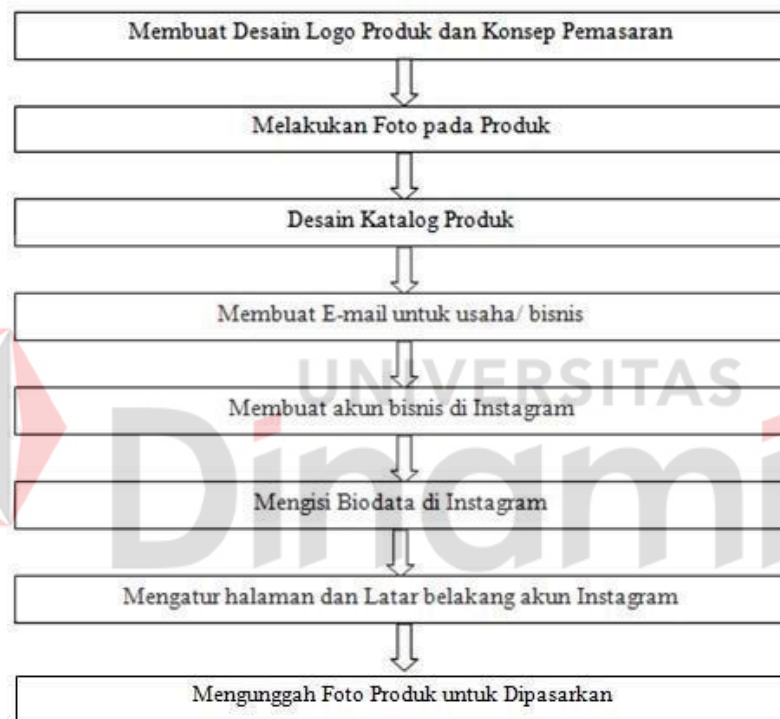 Membuat Desain Logo Produk dan Konsep Pemasaran
Melakukan Foto pada Produk
Desain Katalog Produk
Membuat E-mail untuk usaha/ bisnis
UNIVERSITAS
Membuat akun bisnis di Instagram
Dinami
Mengisi Biodata di Instagram
Mengatur halaman dan Latar belakang akun Instagram
Mengunggah Foto Produk untuk Dipasarkan